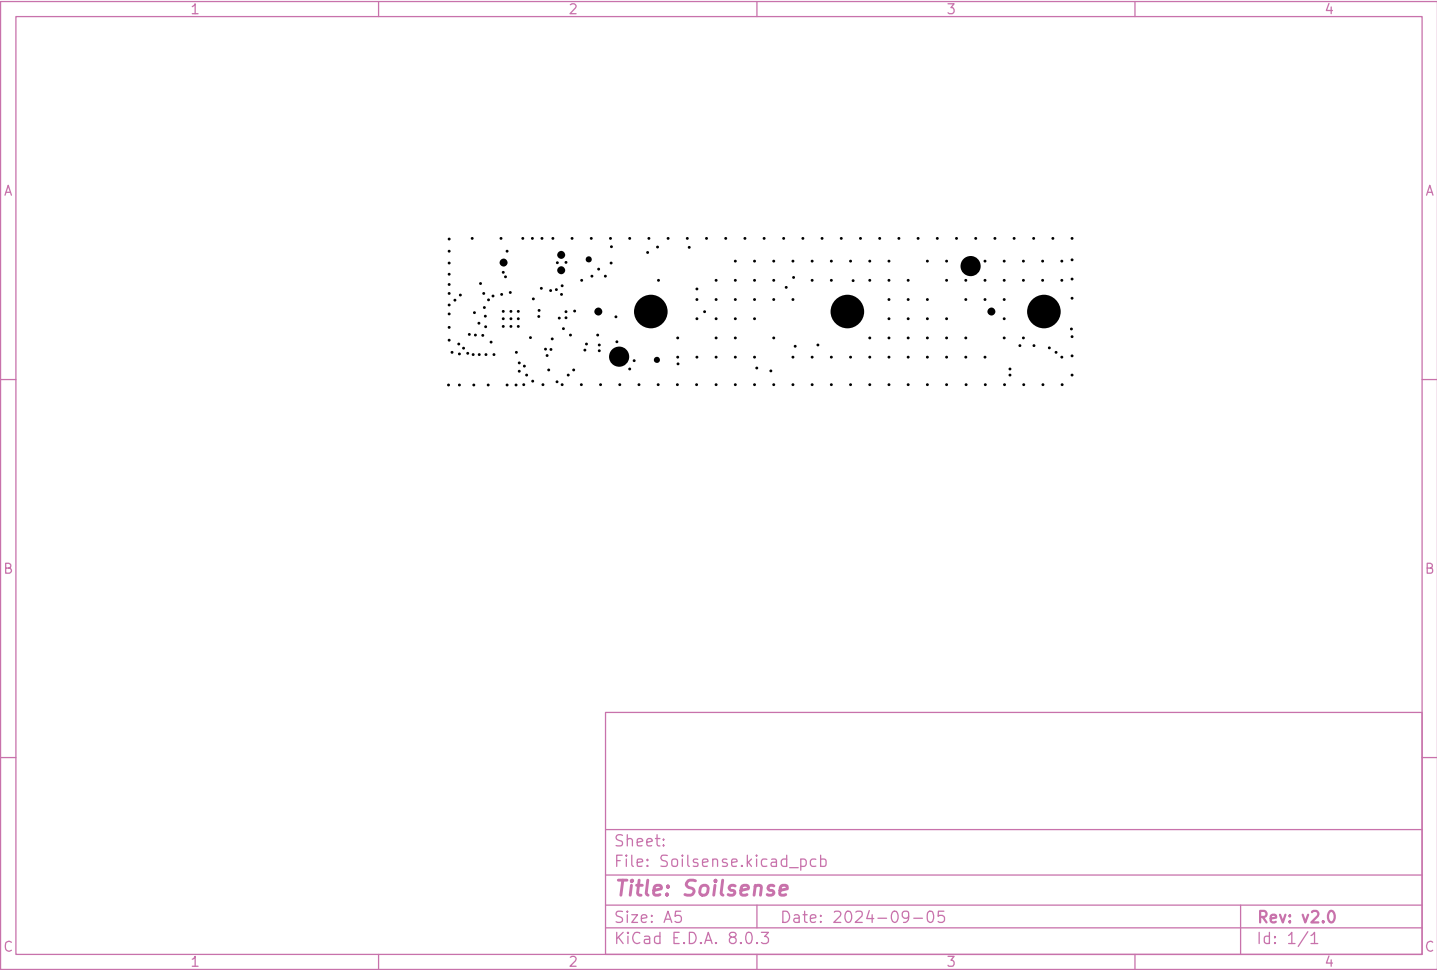 1 2 3 4
A A
B B
Sheet:
File: Soilsense.kicad_pcb
Title: Soilsense
Size: A5 Date: 2024-09-05 Rev: v2.0
KiCad E.D.A. 8.0.3 Id: 1/1
C C
1 2 3 4